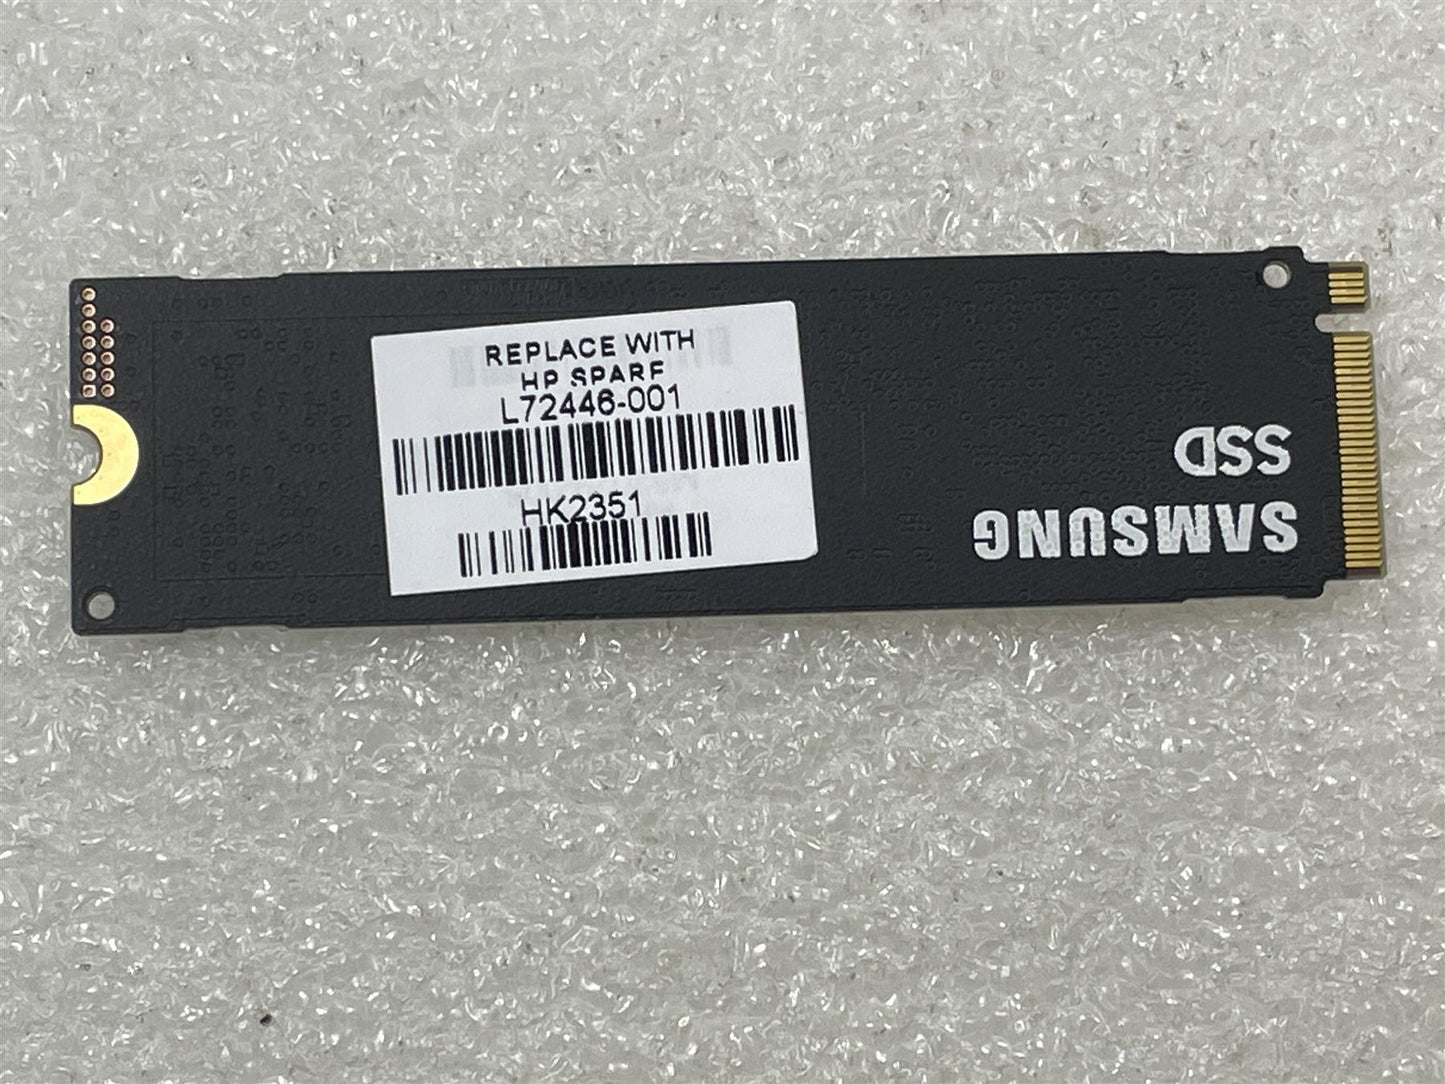 REPLACE WITH
HP SPARE
L72446-001
HK2351
SAMSUNG
SSD